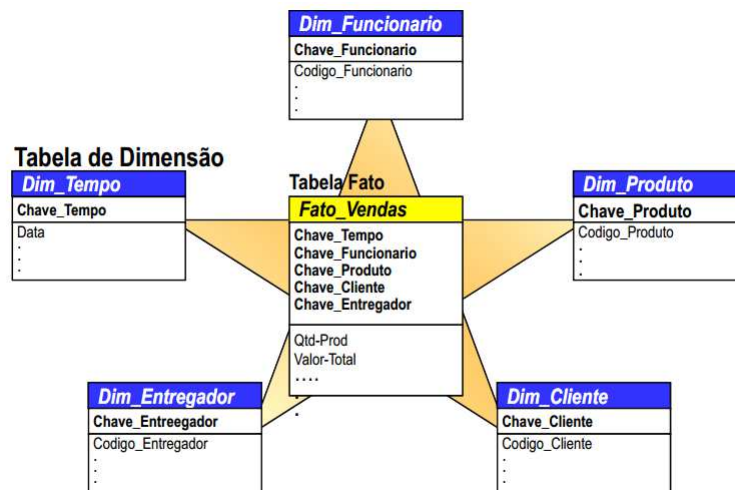 Dim_Funcionario
Chave_Funcionario
Codigo_Funcionario
.
.
.
Tabela de Dimensão
Dim_Tempo
Chave_Tempo
Data
.
.
.
Tabela Fato
Fato_Vendas
Chave_Tempo
Chave_Funcionario
Chave_Produto
Chave_Cliente
Chave_Entregador
Qtd-Prod
Valor-Total
....
.
.
Dim_Produto
Chave_Produto
Codigo_Produto
.
.
.
Dim_Entregador
Chave_Entreegador
Codigo_Entregador
.
.
.
Dim_Cliente
Chave_Cliente
Codigo_Cliente
.
.
.